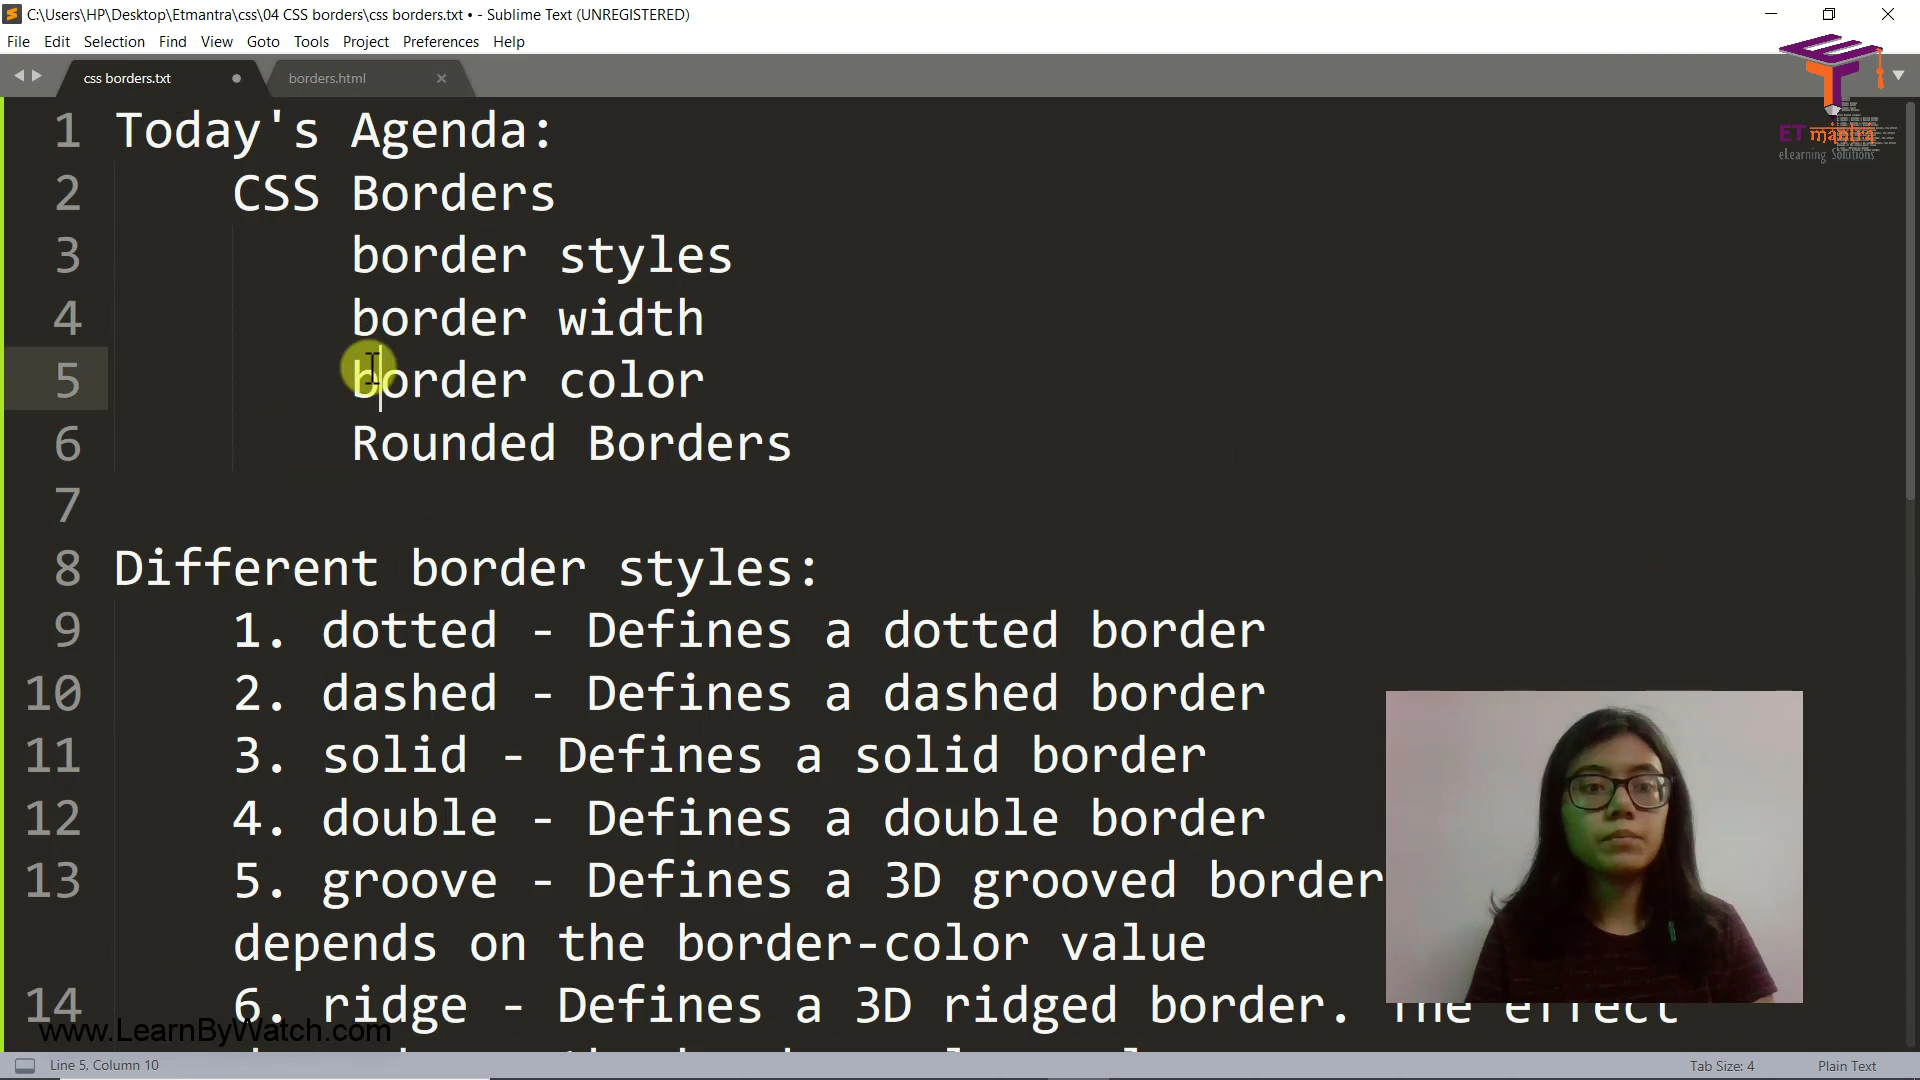 C:\Users\HP\Desktop\Etmantra\css\04 CSS borders\css borders.txt • - Sublime Text (UNREGISTERED)
File Edit Selection Find View Goto Tools Project Preferences Help
css borders.txt borders.html
1 Today's Agenda:
2 CSS Borders
3 border styles
4 border width
5 border color
6 Rounded Borders
7
8 Different border styles:
9 1. dotted - Defines a dotted border
10 2. dashed - Defines a dashed border
11 3. solid - Defines a solid border
12 4. double - Defines a double border
13 5. groove - Defines a 3D grooved border
depends on the border-color value
14 6. ridge - Defines a 3D ridged border. The effect
ET mantra
eLearning Solutions
www.LearnByWatch.com
Line 5, Column 10
Tab Size: 4 Plain Text